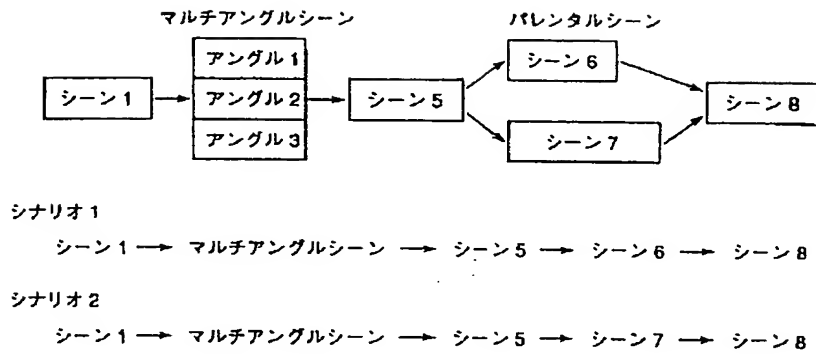 マルチアングルシーン パレンタルシーン
アングル1
シーン6
シーン1 アングル2 シーン5 シーン8
アングル3
シーン7
シナリオ1
シーン1 → マルチアングルシーン → シーン5 → シーン6 → シーン8
シナリオ2
シーン1 → マルチアングルシーン → シーン5 → シーン7 → シーン8